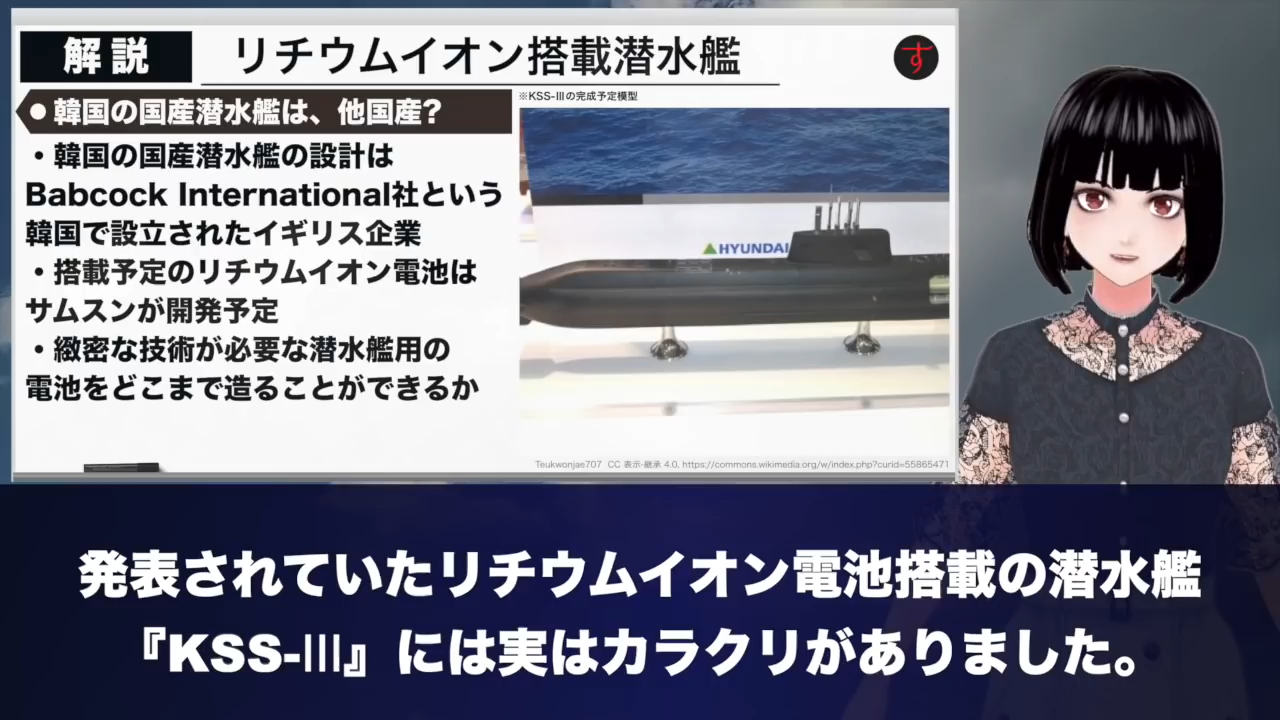 解説
リチウムイオン搭載潜水艦
す
●韓国の国産潜水艦は、他国産?
※KSS-Ⅲの完成予定模型
・韓国の国産潜水艦の設計は
Babcock International社という
韓国で設立されたイギリス企業
・搭載予定のリチウムイオン電池は
サムスンが開発予定
・緻密な技術が必要な潜水艦用の
電池をどこまで造ることができるか
HYUNDAI
Teukwonjae707 CC 表示-継承 4.0, https://commons.wikimedia.org/w/index.php?curid=55865471
発表されていたリチウムイオン電池搭載の潜水艦
『KSS-Ⅲ』には実はカラクリがありました。